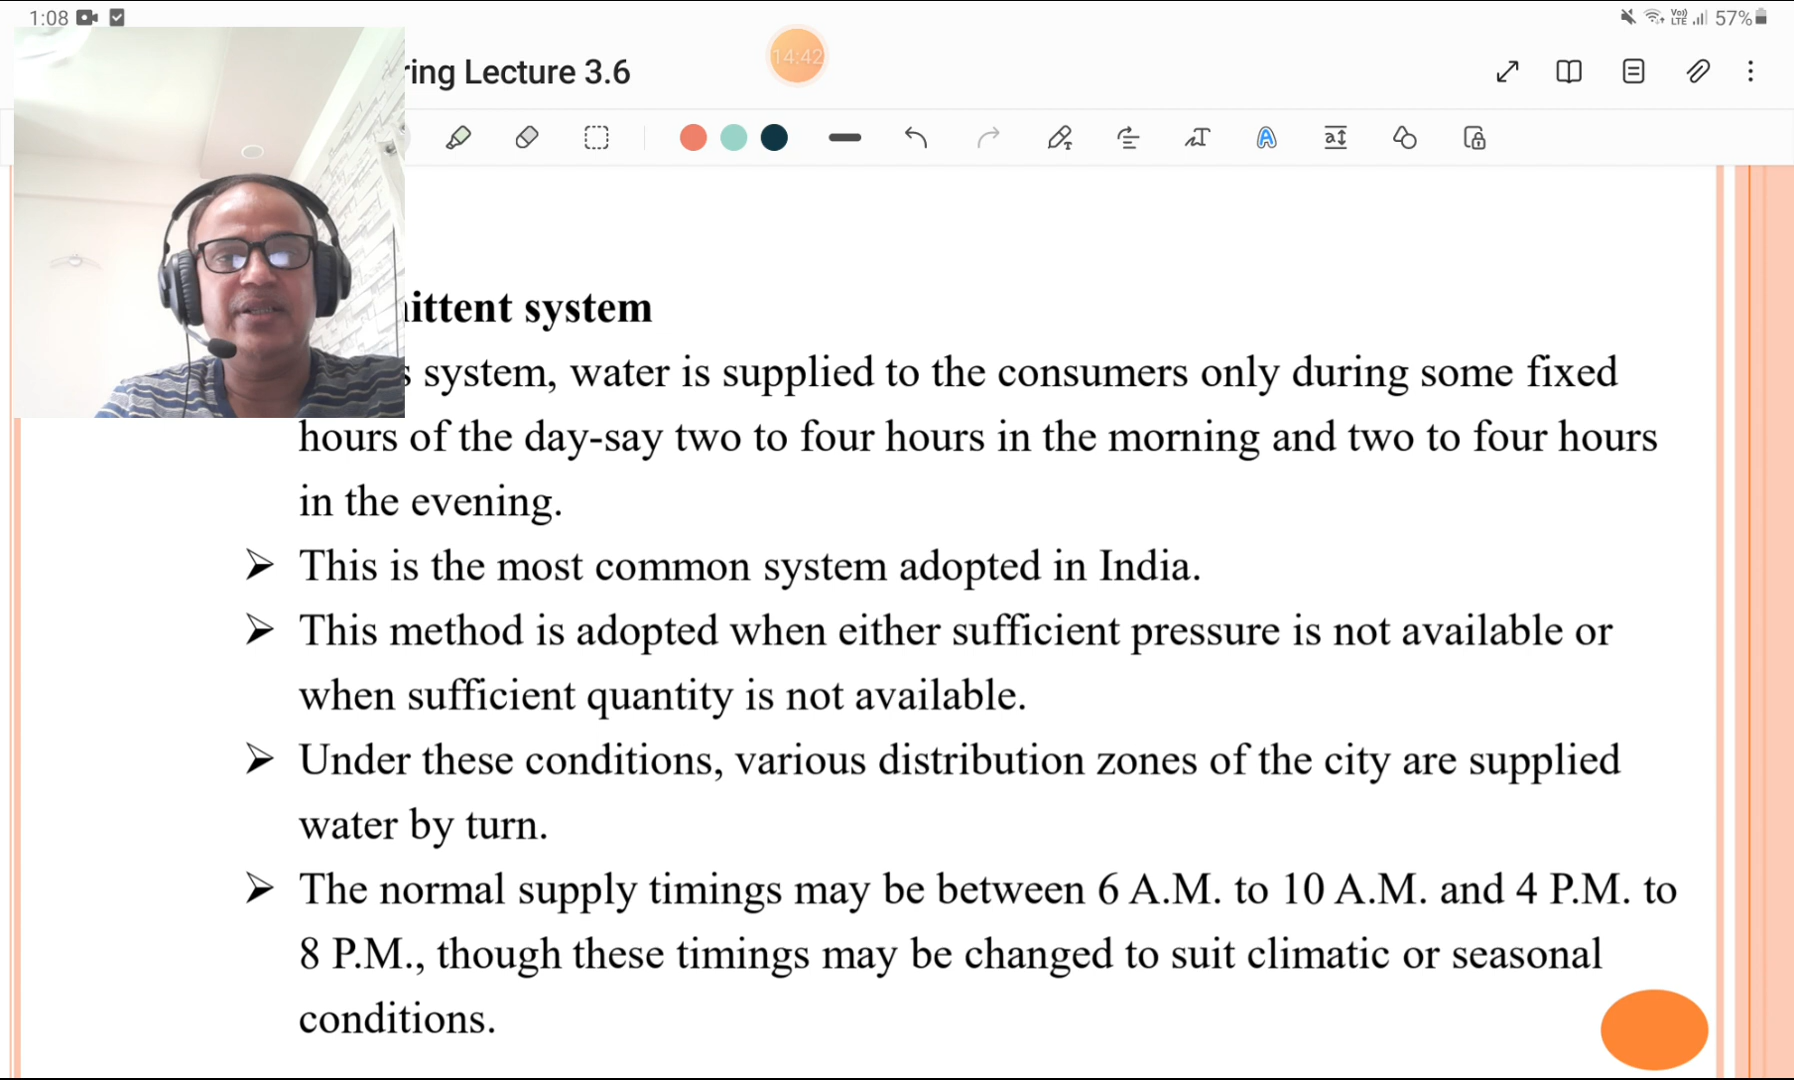 1:08
57%
14:42
ring Lecture 3.6
ittent system
s system, water is supplied to the consumers only during some fixed
hours of the day-say two to four hours in the morning and two to four hours
in the evening.
➢ This is the most common system adopted in India.
➢ This method is adopted when either sufficient pressure is not available or
when sufficient quantity is not available.
➢ Under these conditions, various distribution zones of the city are supplied
water by turn.
➢ The normal supply timings may be between 6 A.M. to 10 A.M. and 4 P.M. to
8 P.M., though these timings may be changed to suit climatic or seasonal
conditions.